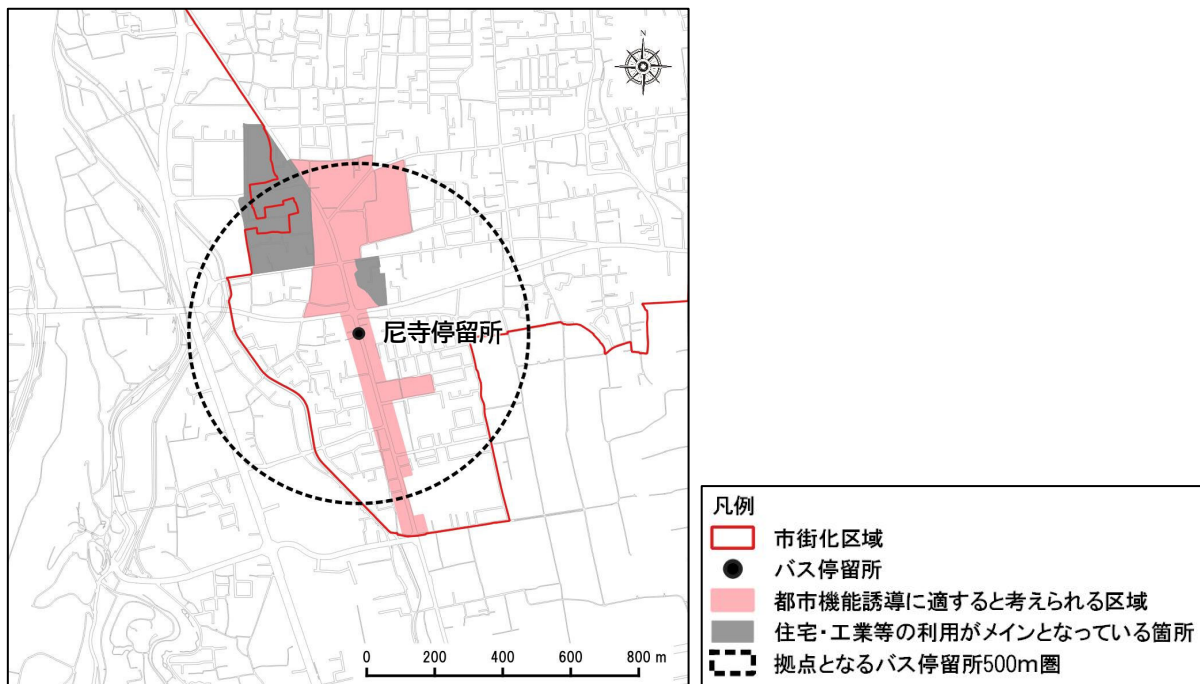 N
尼寺停留所
0 200 400 600 800 m
凡例
市街化区域
バス停留所
都市機能誘導に適すると考えられる区域
住宅・工業等の利用がメインとなっている箇所
拠点となるバス停留所500m圏